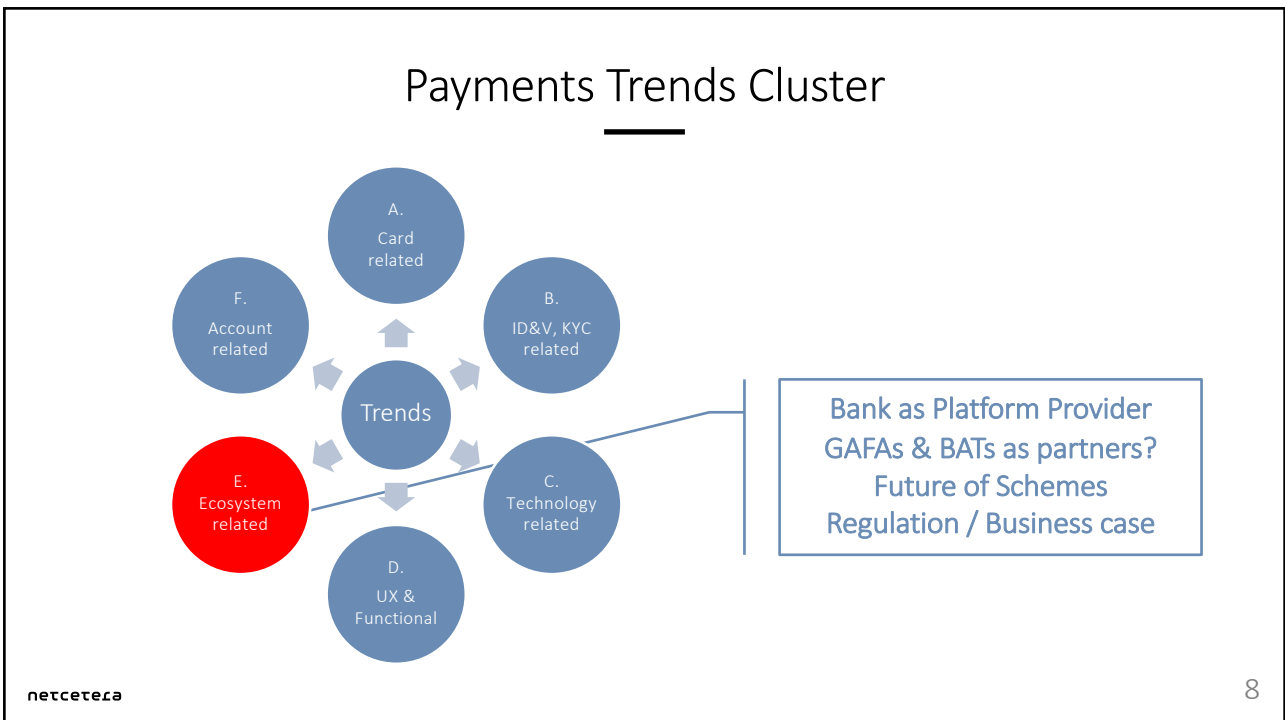 Payments Trends Cluster
A.
Card
related
B.
ID&V, KYC
related
C.
Technology
related
D.
UX &
Functional
E.
Ecosystem
related
F.
Account
related
Trends
Bank as Platform Provider
GAFAs & BATs as partners?
Future of Schemes
Regulation / Business case
netcetera
8